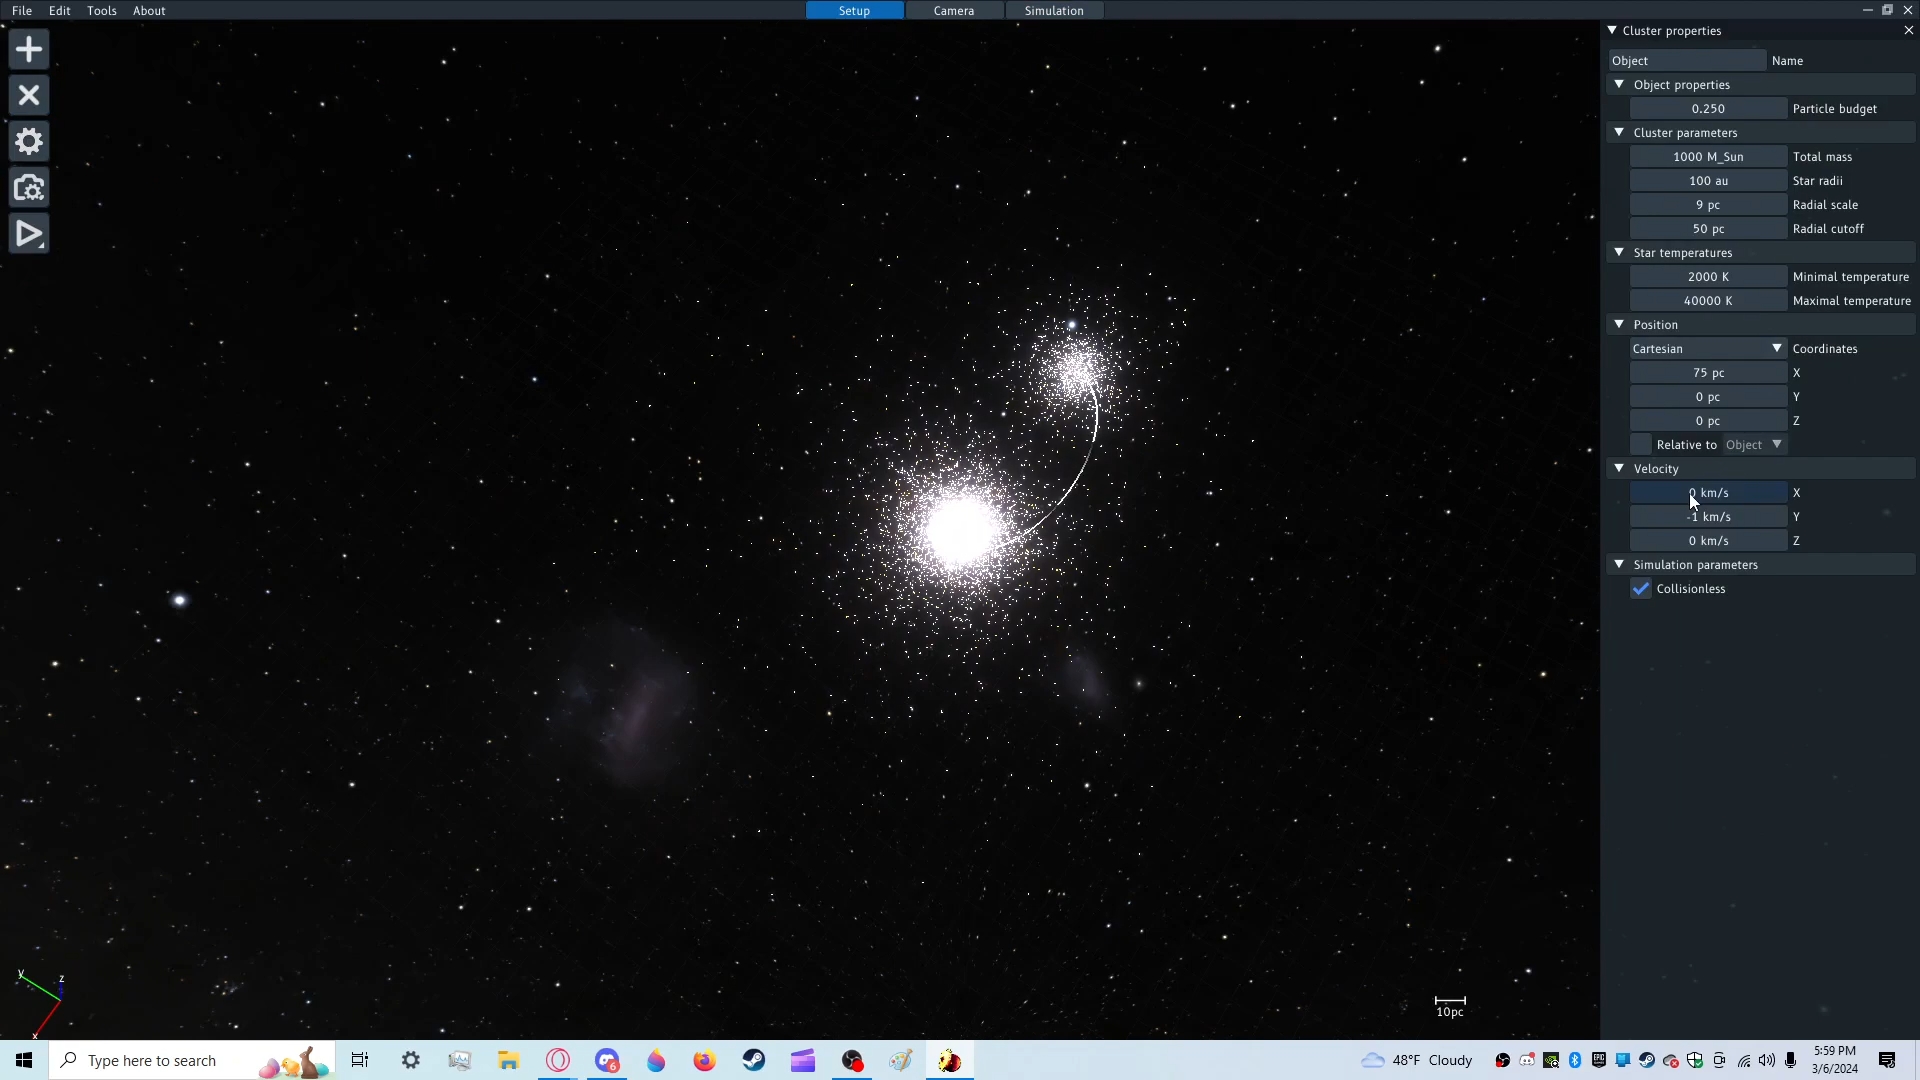 File Edit Tools About
Setup Camera Simulation
Cluster properties
Object Name
Object properties
0.250 Particle budget
Cluster parameters
1000 M_Sun Total mass
100 au Star radii
9 pc Radial scale
50 pc Radial cutoff
Star temperatures
2000 K Minimal temperature
40000 K Maximal temperature
Position
Cartesian Coordinates
75 pc X
0 pc Y
0 pc Z
Relative to Object
Velocity
0 km/s X
-1 km/s Y
0 km/s Z
Simulation parameters
Collisionless
y z
x
10pc
Type here to search
6
48°F Cloudy
EPIC
5:59 PM
3/6/2024